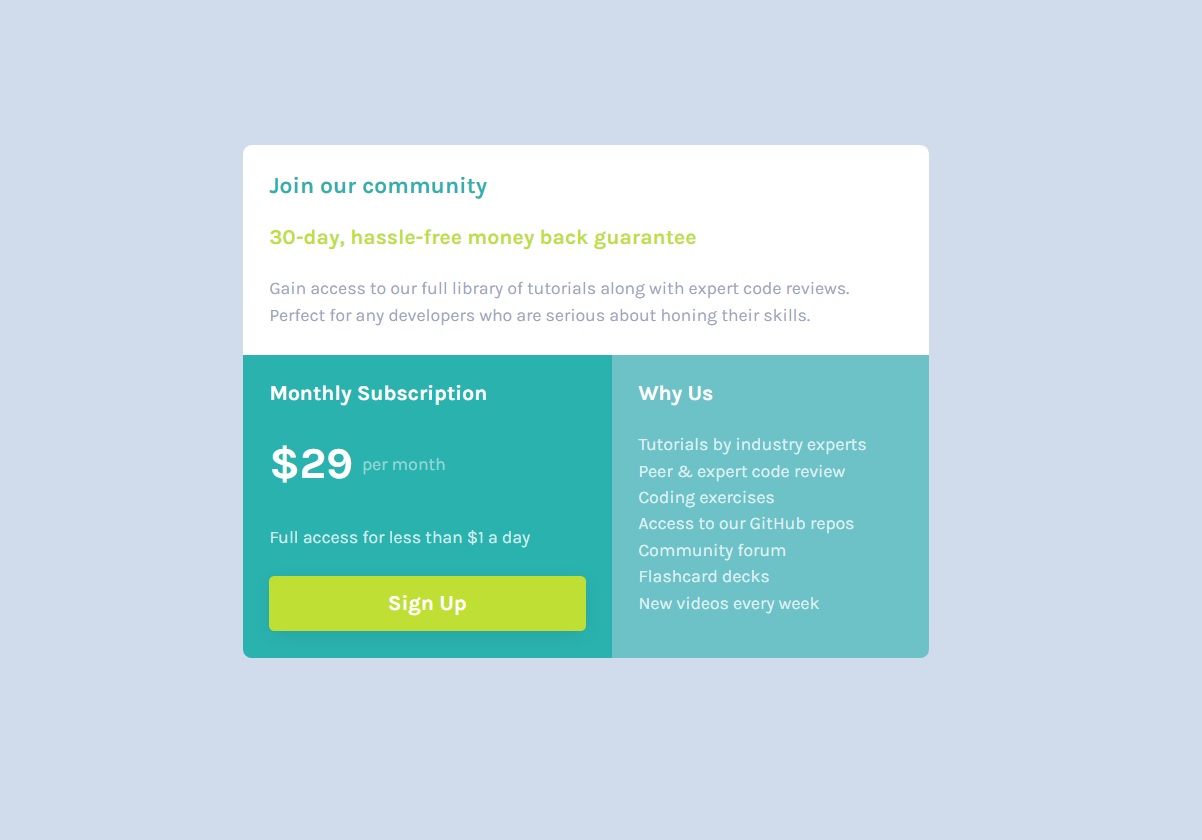 Join our community
30-day, hassle-free money back guarantee
Gain access to our full library of tutorials along with expert code reviews.
Perfect for any developers who are serious about honing their skills.
Monthly Subscription
$29 per month
Full access for less than $1 a day
Sign Up
Why Us
Tutorials by industry experts
Peer & expert code review
Coding exercises
Access to our GitHub repos
Community forum
Flashcard decks
New videos every week